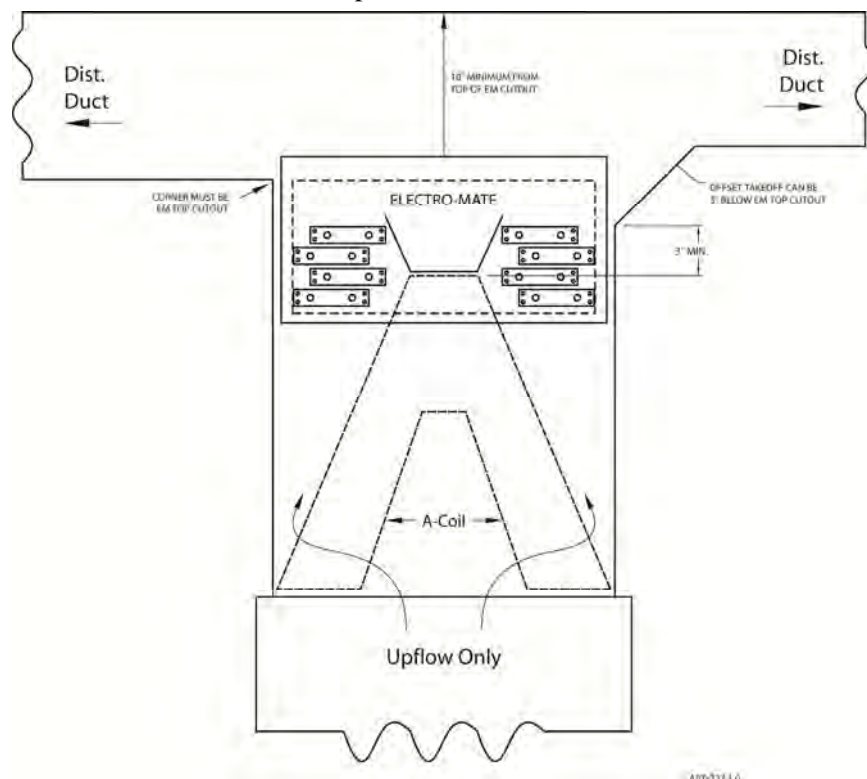 Dist.
Duct
10" MINIMUM FROM
TOP OF EM CUTOUT
Dist.
Duct
CORNER MUST BE
EM TOP CUTOUT
ELECTRO-MATE
OFFSET TAKEOFF CAN BE
3" BELOW EM TOP CUTOUT
3" MIN.
A-Coil
Upflow Only